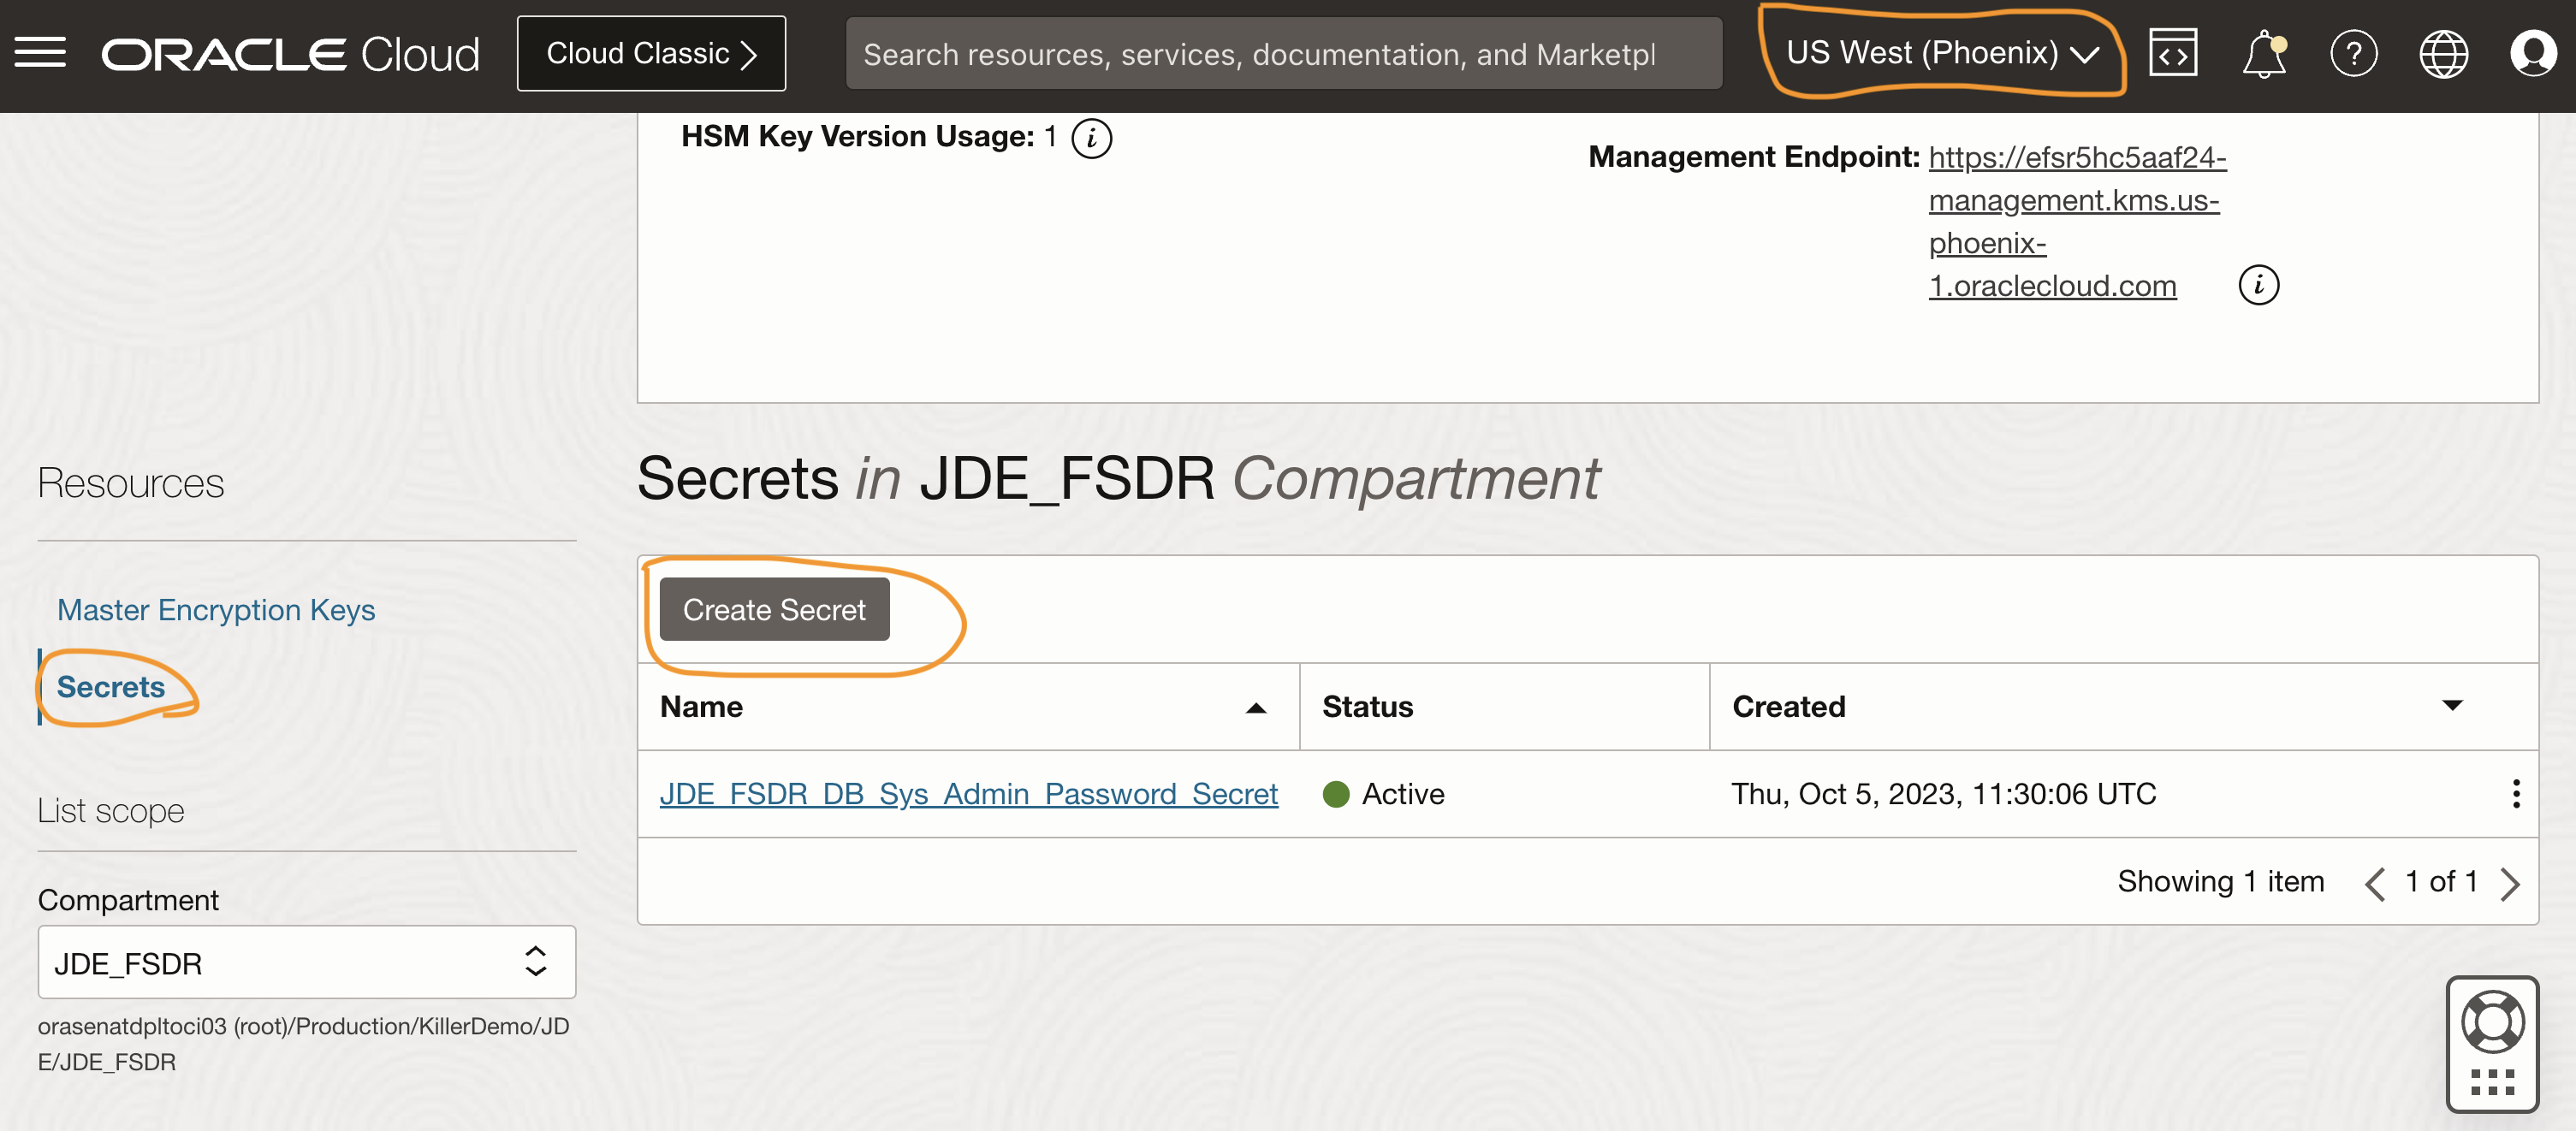 ORACLE Cloud
Cloud Classic
Search resources, services, documentation, and Marketpl
US West (Phoenix)
HSM Key Version Usage: 1
Management Endpoint: https://efsr5hc5aaf24-
management.kms.us-
phoenix-
1.oraclecloud.com
Resources
Master Encryption Keys
Secrets
List scope
Compartment
JDE_FSDR
orasenatdpltoci03 (root)/Production/KillerDemo/JD
E/JDE_FSDR
Secrets in JDE_FSDR Compartment
Create Secret
Name Status Created
JDE_FSDR_DB_Sys_Admin_Password_Secret Active Thu, Oct 5, 2023, 11:30:06 UTC
Showing 1 item 1 of 1